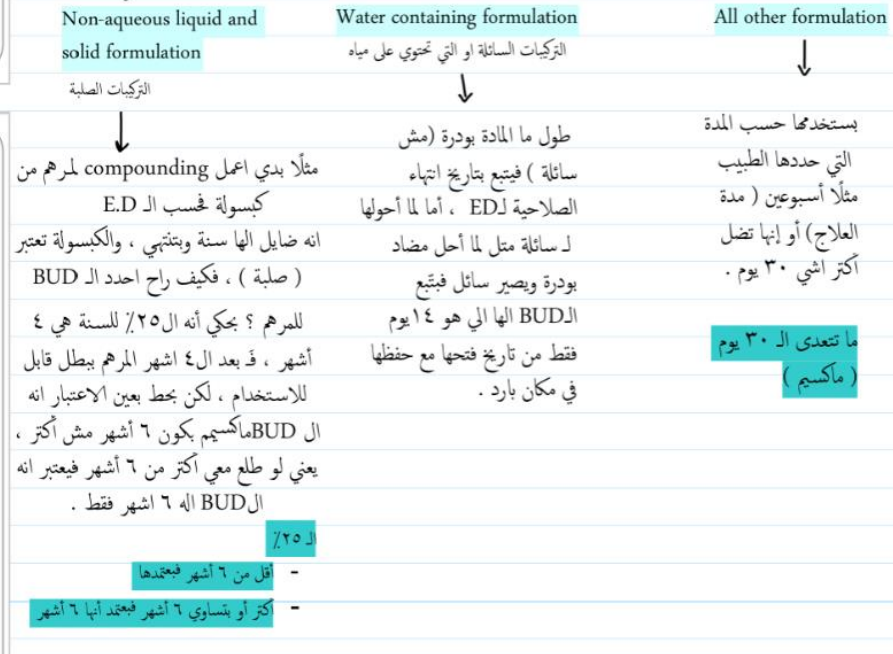 Non-aqueous liquid and
solid formulation
التركيبات الصلبة
مثلًا بدي اعمل compounding لمرهم من
كبسولة فحسب الـ E.D
انه ضايل الها سنة وبتنتهي ، والكبسولة تعتبر
( صلبة ) ، فكيف راح احدد الـ BUD
للمرهم ؟ بحكي أنه ال٢٥٪ للسنة هي ٤
أشهر ، فـ بعد ال٤ اشهر المرهم ببطل قابل
للاستخدام ، لكن بحط بعين الاعتبار انه
ال BUDماكسيمم بكون ٦ أشهر مش أكتر ،
يعني لو طلع معي أكتر من ٦ أشهر فيعتبر انه
الBUD اله ٦ اشهر فقط .
الـ ٢٥٪
- أقل من ٦ أشهر فبعتمدها
- أكتر أو بتساوي ٦ أشهر فبعتمد أنها ٦ أشهر
Water containing formulation
التركيبات السائلة او التي تحتوي على مياه
طول ما المادة بودرة (مش
سائلة ) فيتبع بتاريخ انتهاء
الصلاحية لـED ، أما لما أحولها
لـ سائلة متل لما أحل مضاد
بودرة ويصير سائل فبتّبع
الـBUD الها الي هو ١٤يوم
فقط من تاريخ فتحها مع حفظها
في مكان بارد .
All other formulation
بستخدمها حسب المدة
التي حددها الطبيب
مثلًا أسبوعين ( مدة
العلاج) أو إنها تضل
أكتر اشي ٣٠ يوم .
ما تتعدى الـ ٣٠ يوم
( ماكسيم )